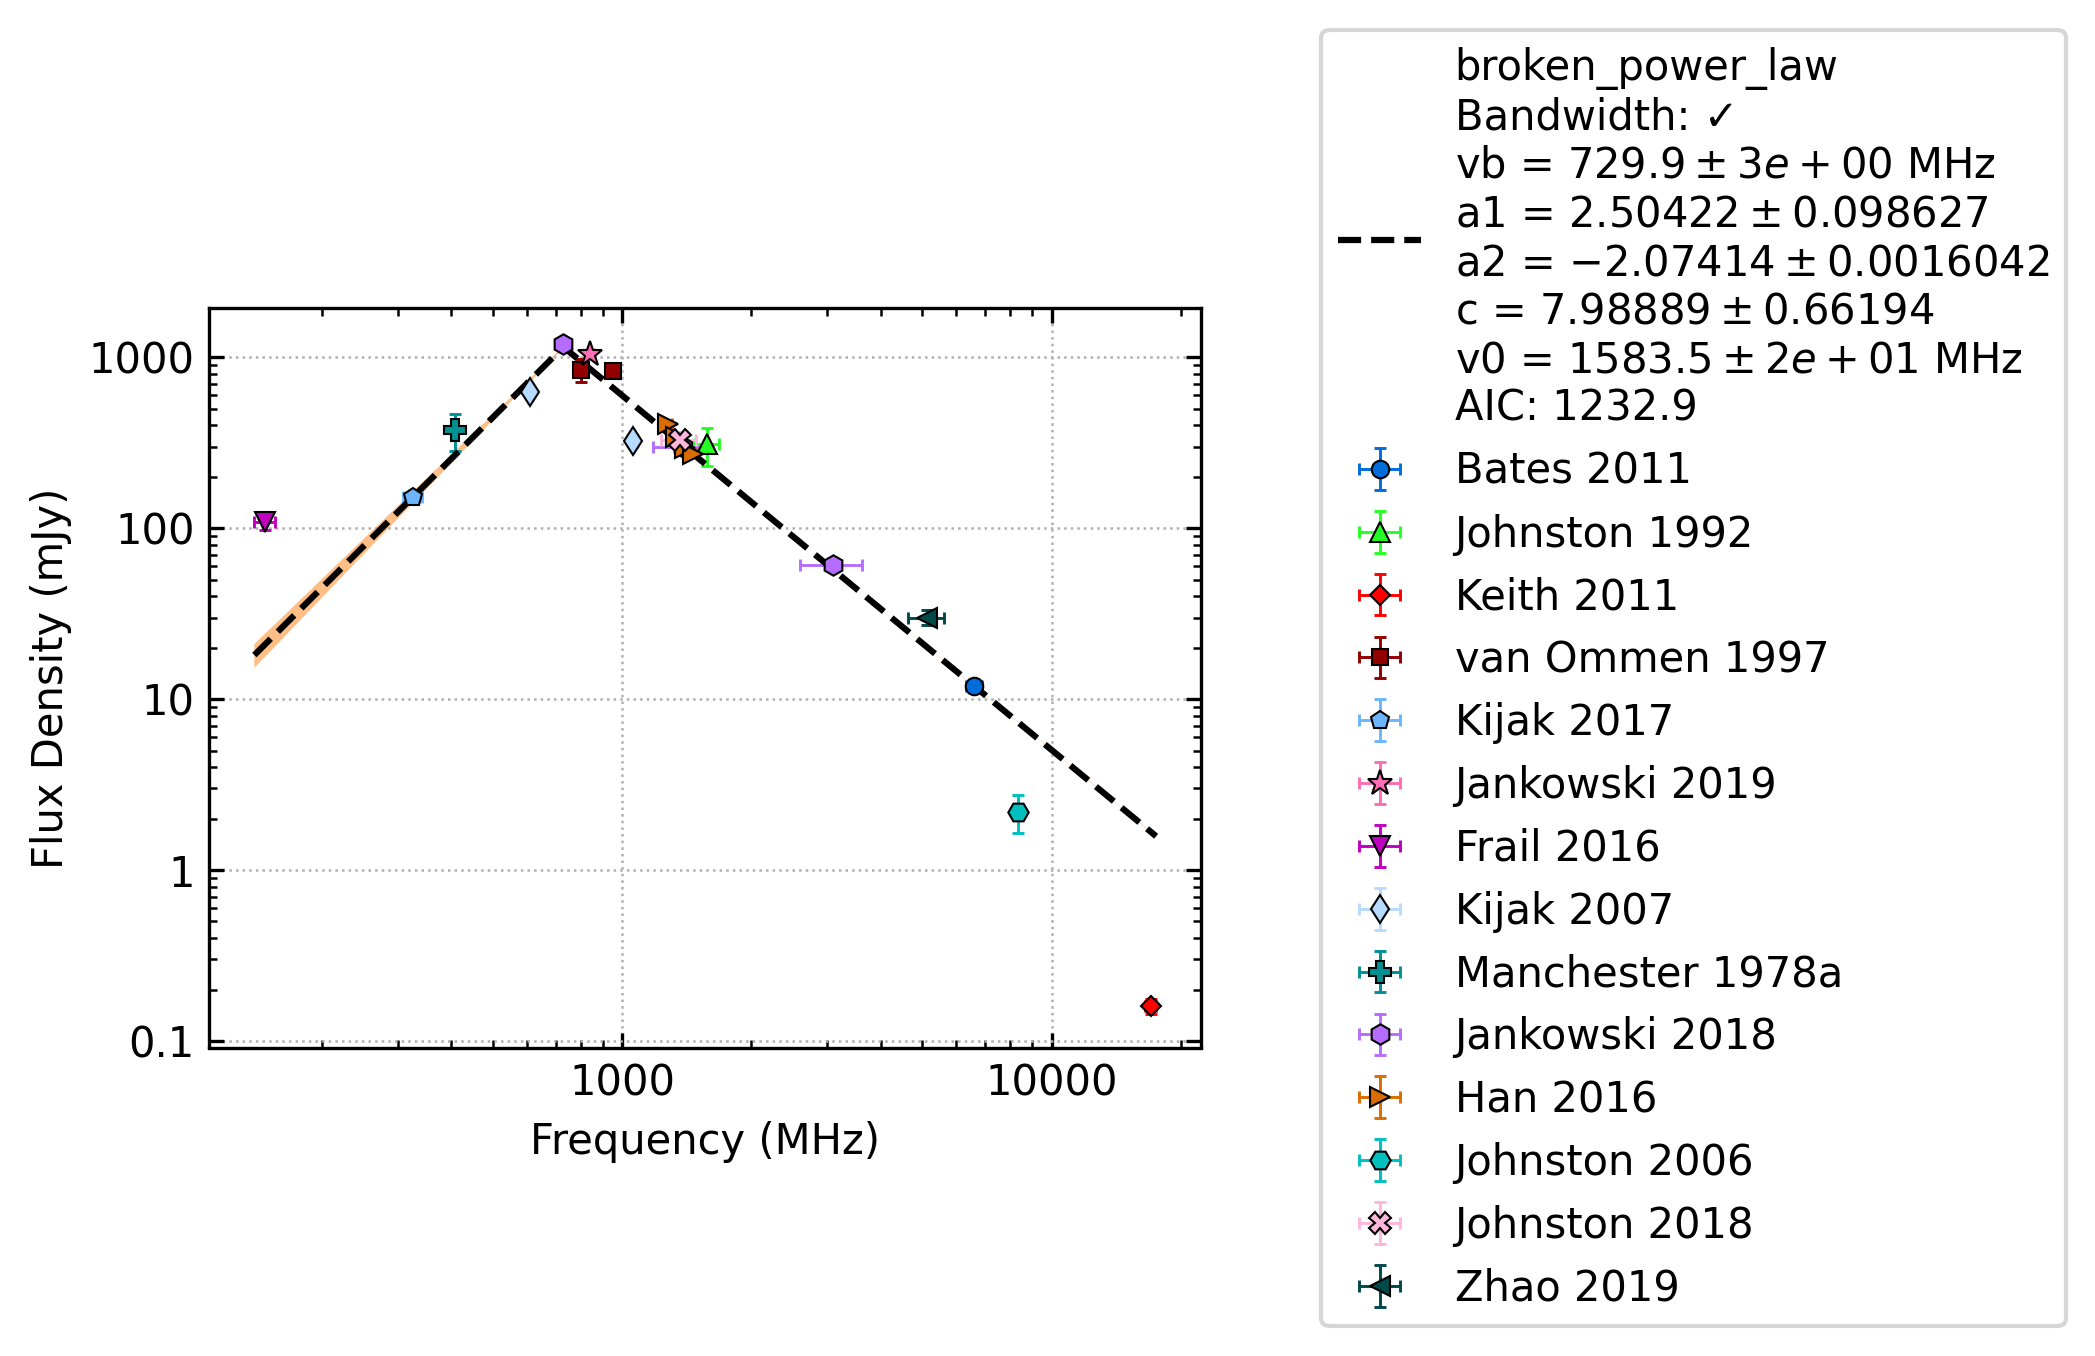 broken_power_law
Bandwidth: ✓
vb = 729.9 ± 3e + 00 MHz
a1 = 2.50422 ± 0.098627
a2 = −2.07414 ± 0.0016042
c = 7.98889 ± 0.66194
v0 = 1583.5 ± 2e + 01 MHz
AIC: 1232.9
Bates 2011
Johnston 1992
Keith 2011
van Ommen 1997
Kijak 2017
Jankowski 2019
Frail 2016
Kijak 2007
Manchester 1978a
Jankowski 2018
Han 2016
Johnston 2006
Johnston 2018
Zhao 2019
Flux Density (mJy)
1000
100
10
1
0.1
1000
10000
Frequency (MHz)